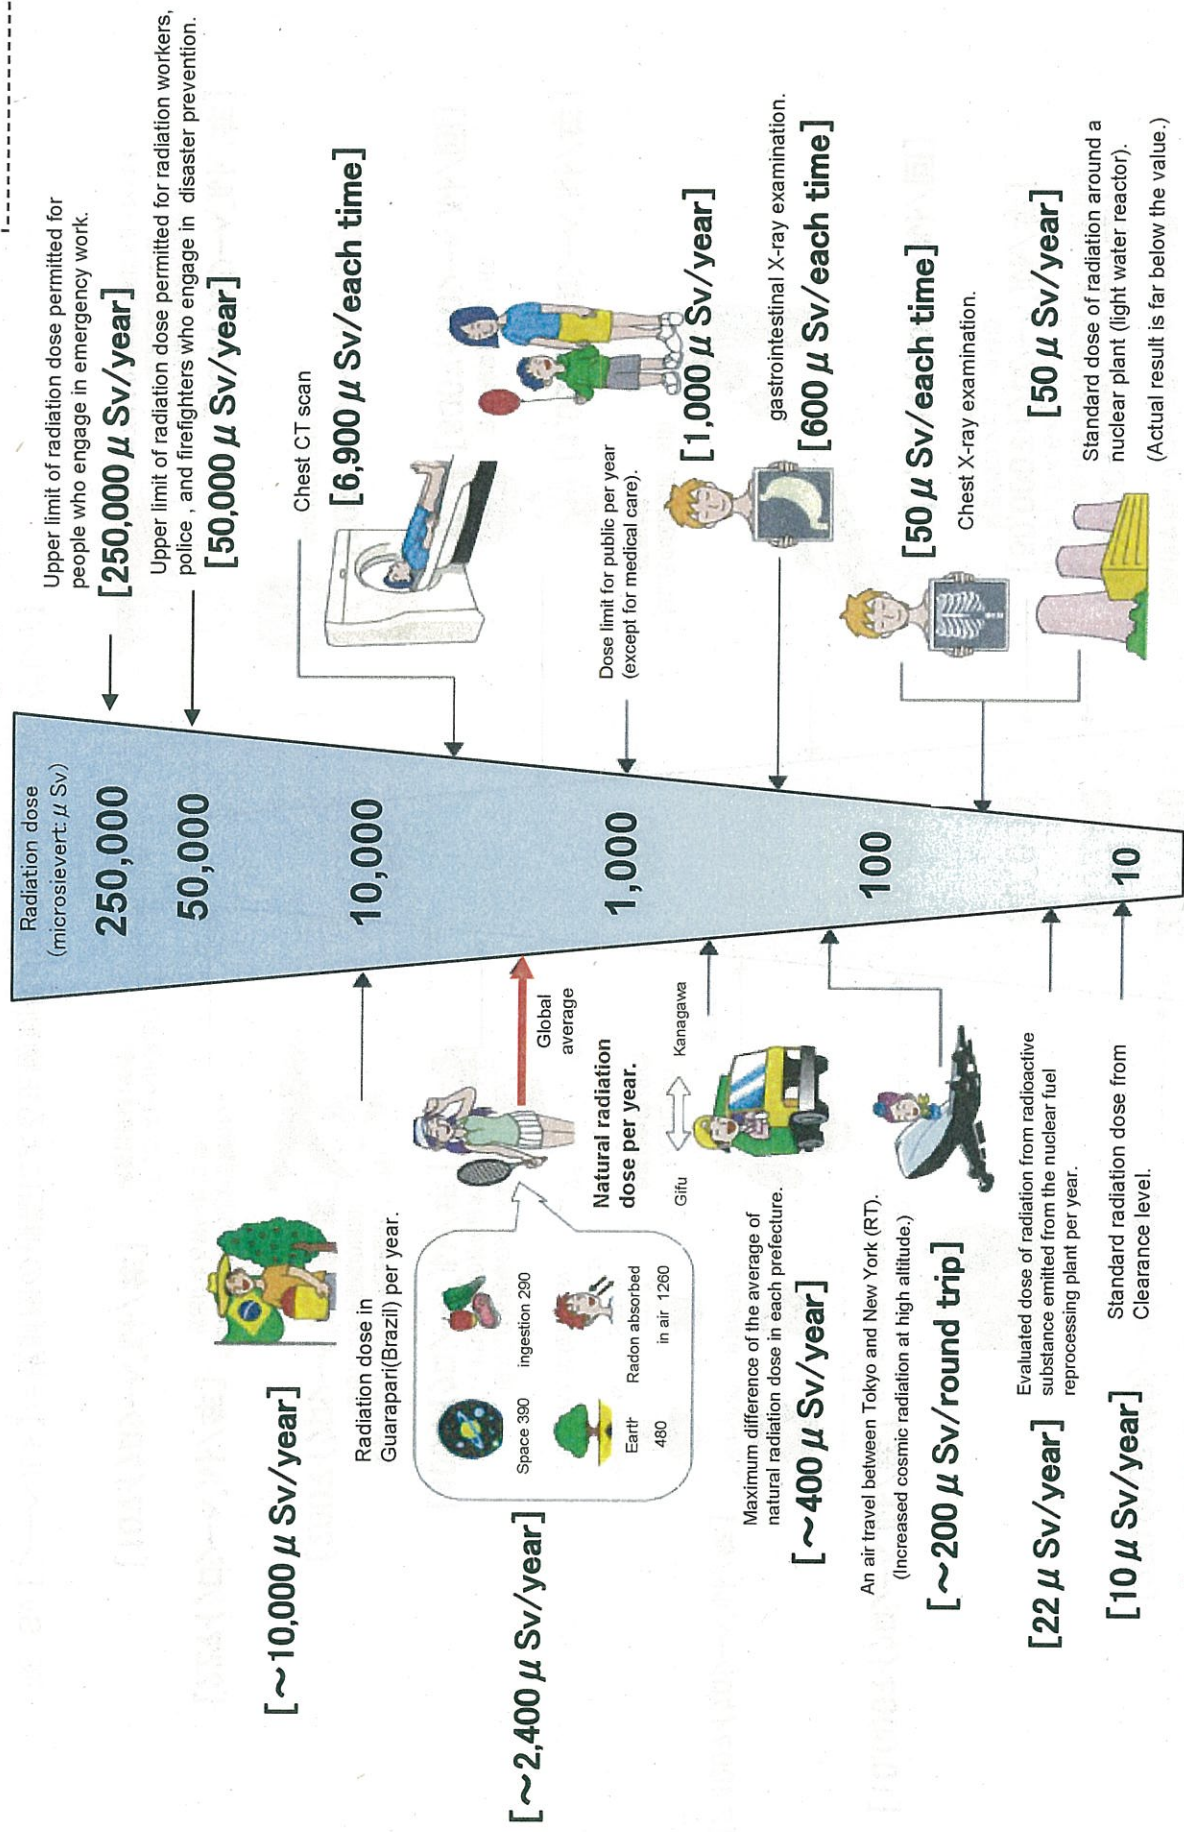 Radiation dose
(microsievert: μ Sv)
250,000
50,000
10,000
1,000
100
10
Upper limit of radiation dose permitted for
people who engage in emergency work.
[250,000 μ Sv/year]
Upper limit of radiation dose permitted for radiation workers,
police , and firefighters who engage in disaster prevention.
[50,000 μ Sv/year]
Chest CT scan
[6,900 μ Sv/each time]
Dose limit for public per year
(except for medical care).
[1,000 μ Sv/year]
gastrointestinal X-ray examination.
[600 μ Sv/each time]
[50 μ Sv/each time]
Chest X-ray examination.
[50 μ Sv/year]
Standard dose of radiation around a
nuclear plant (light water reactor).
(Actual result is far below the value.)
[~10,000 μ Sv/year]
Radiation dose in
Guarapari(Brazil) per year.
[~2,400 μ Sv/year]
Space 390
ingestion 290
Earth
480
Radon absorbed
in air 1260
Global
average
Natural radiation
dose per year.
Gifu
Kanagawa
Maximum difference of the average of
natural radiation dose in each prefecture.
[~400 μ Sv/year]
An air travel between Tokyo and New York (RT).
(Increased cosmic radiation at high altitude.)
[~200 μ Sv/round trip]
Evaluated dose of radiation from radioactive
substance emitted from the nuclear fuel
reprocessing plant per year.
[22 μ Sv/year]
Standard radiation dose from
Clearance level.
[10 μ Sv/year]